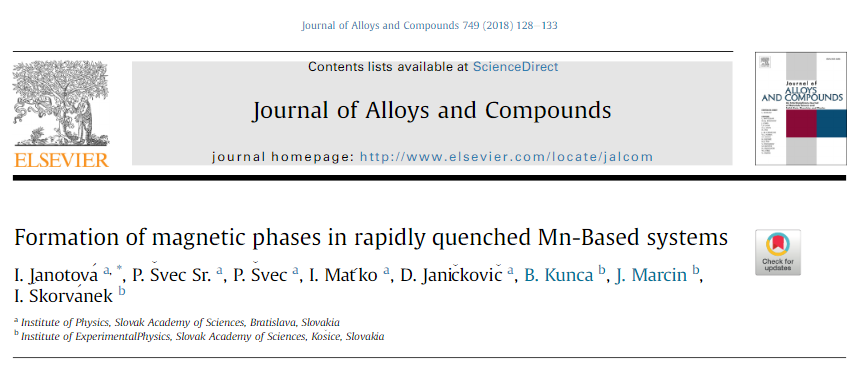 Journal of Alloys and Compounds 749 (2018) 128–133
Contents lists available at ScienceDirect
Journal of Alloys and Compounds
journal homepage: http://www.elsevier.com/locate/jalcom
ELSEVIER
Journal of
ALLOYS
AND COMPOUNDS
Formation of magnetic phases in rapidly quenched Mn-Based systems
Check for
updates
I. Janotová a, *, P. Švec Sr. a, P. Švec a, I. Maťko a, D. Janičkovič a, B. Kunca b, J. Marcin b,
I. Skorvánek b
a Institute of Physics, Slovak Academy of Sciences, Bratislava, Slovakia
b Institute of ExperimentalPhysics, Slovak Academy of Sciences, Kosice, Slovakia